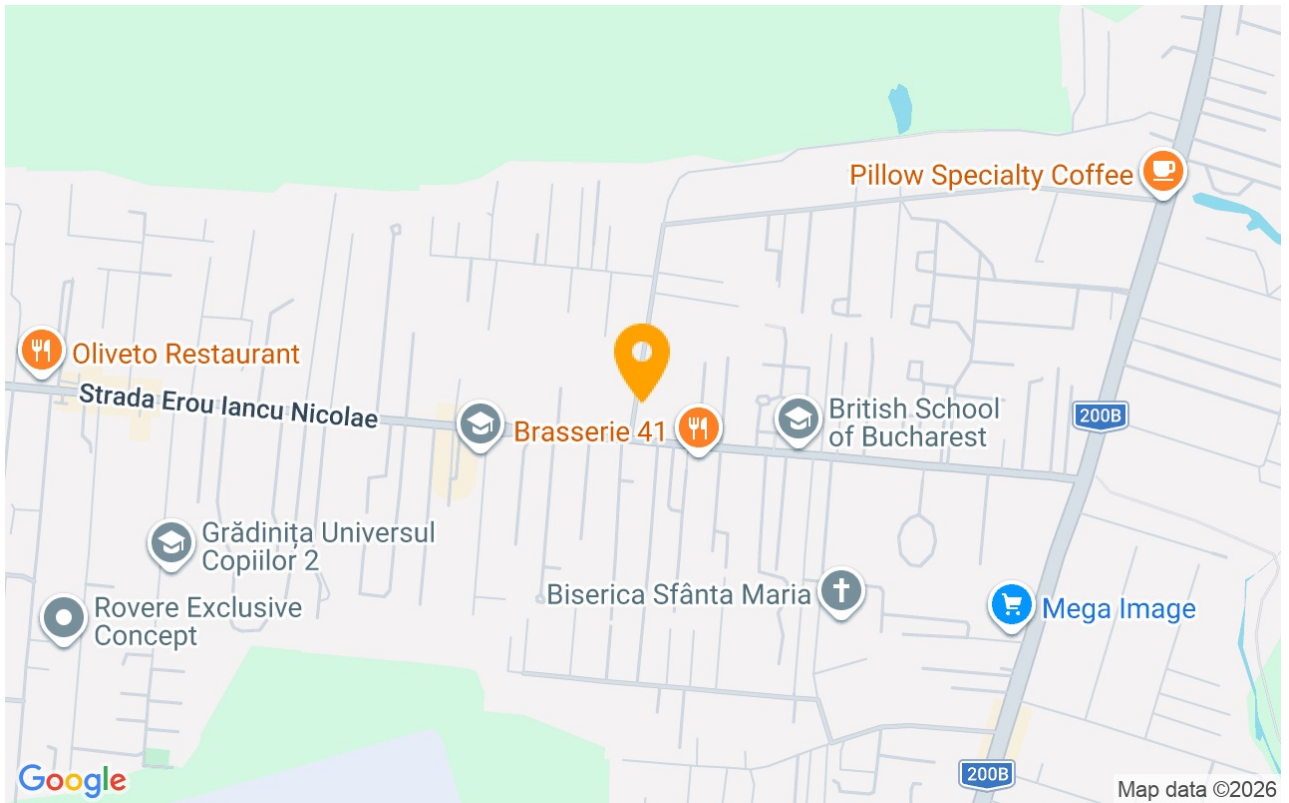 Pillow Specialty Coffee
Oliveto Restaurant
Strada Erou Iancu Nicolae
Brasserie 41
British School
of Bucharest
200B
Grădinița Universul
Copiilor 2
Biserica Sfânta Maria
Rovere Exclusive
Concept
Mega Image
200B
Google
Map data ©2026